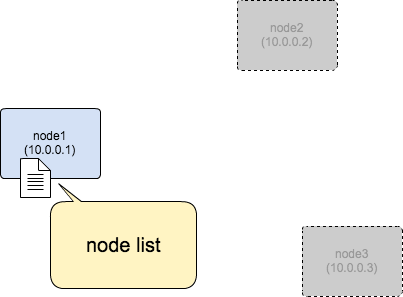 node2
(10.0.0.2)
node1
(10.0.0.1)
node list
node3
(10.0.0.3)